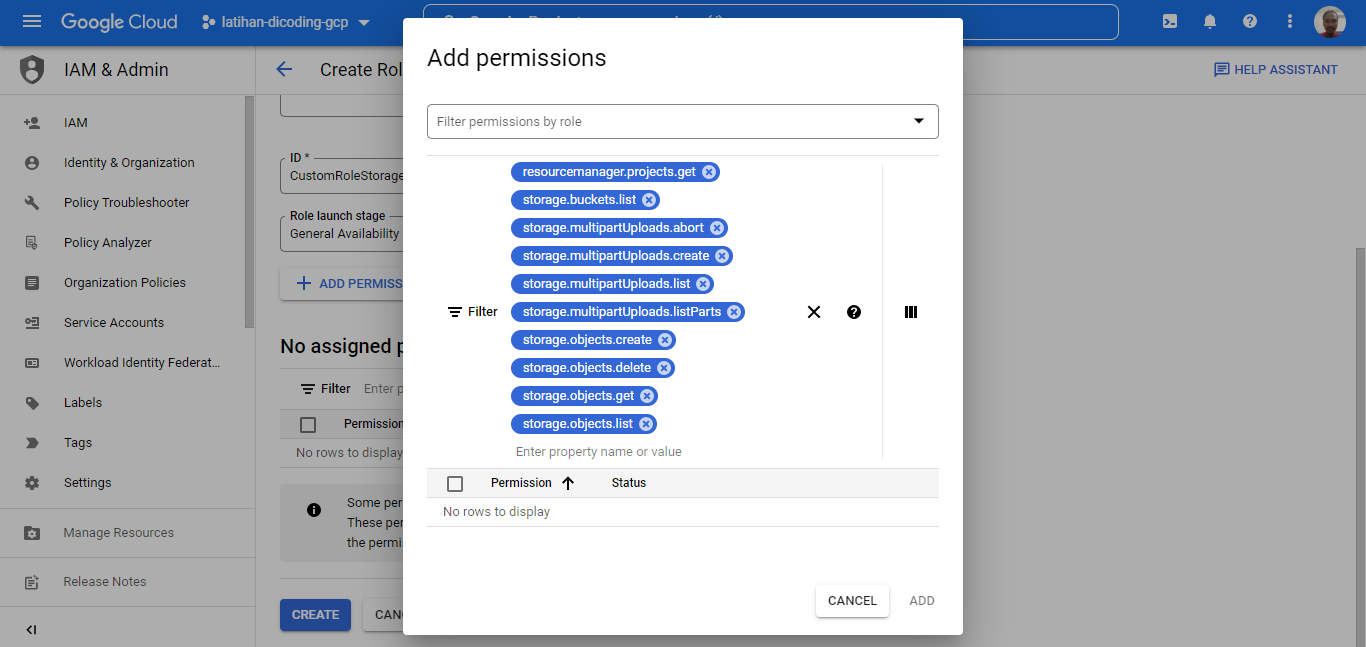 Google Cloud
latihan-dicoding-gcp
IAM & Admin
IAM
Identity & Organization
Policy Troubleshooter
Policy Analyzer
Organization Policies
Service Accounts
Workload Identity Federat...
Labels
Tags
Settings
Manage Resources
Release Notes
Create Rol
HELP ASSISTANT
ID *
CustomRoleStorage
Role launch stage
General Availability
ADD PERMISS
No assigned p
Filter Enter p
Permission
No rows to display
Some per
These per
the permi
CREATE
CANC
Add permissions
Filter permissions by role
Filter
resourcemanager.projects.get
storage.buckets.list
storage.multipartUploads.abort
storage.multipartUploads.create
storage.multipartUploads.list
storage.multipartUploads.listParts
storage.objects.create
storage.objects.delete
storage.objects.get
storage.objects.list
Enter property name or value
Permission Status
No rows to display
CANCEL
ADD